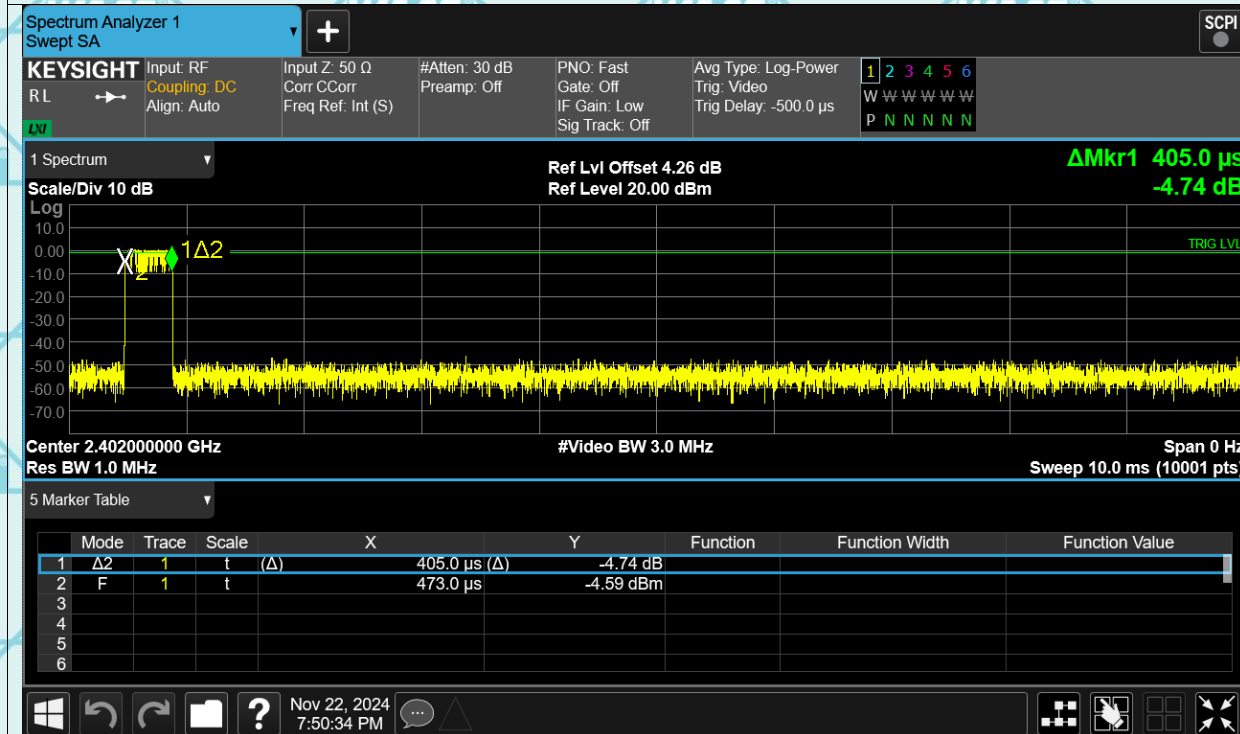 Spectrum Analyzer 1
Swept SA
+
SCPI
KEYSIGHT
RL
LXI
Input: RF
Coupling: DC
Align: Auto
Input Z: 50 Ω
Corr CCorr
Freq Ref: Int (S)
#Atten: 30 dB
Preamp: Off
PNO: Fast
Gate: Off
IF Gain: Low
Sig Track: Off
Avg Type: Log-Power
Trig: Video
Trig Delay: -500.0 µs
1 2 3 4 5 6
W W W W W W
P N N N N N
1 Spectrum
Scale/Div 10 dB
Ref Lvl Offset 4.26 dB
Ref Level 20.00 dBm
ΔMkr1 405.0 µs
-4.74 dB
Log
10.0
0.00
-10.0
-20.0
-30.0
-40.0
-50.0
-60.0
-70.0
X
2
1Δ2
TRIG LVL
Center 2.402000000 GHz
#Video BW 3.0 MHz
Span 0 Hz
Res BW 1.0 MHz
Sweep 10.0 ms (10001 pts)
5 Marker Table
Mode Trace Scale X Y Function Function Width Function Value
1 Δ2 1 t (Δ) 405.0 µs (Δ) -4.74 dB
2 F 1 t 473.0 µs -4.59 dBm
3
4
5
6
?
Nov 22, 2024
7:50:34 PM